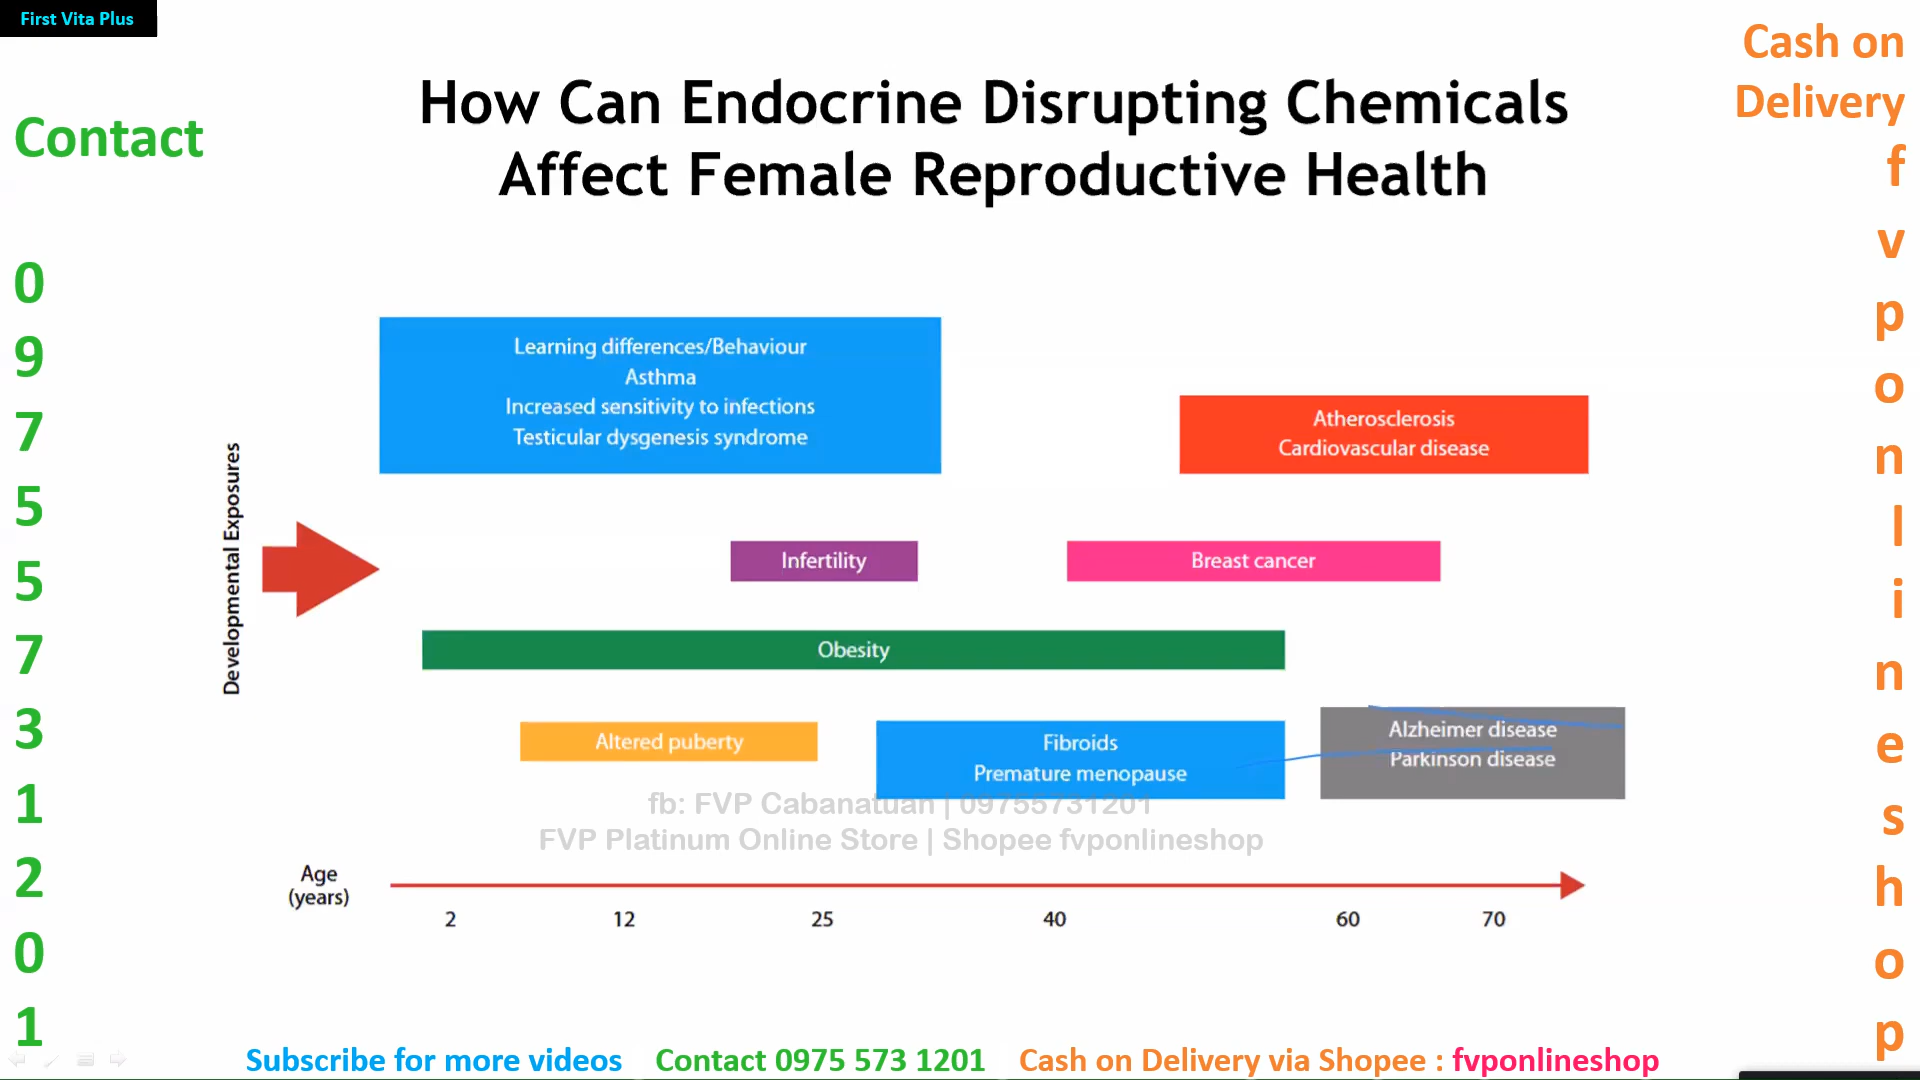 First Vita Plus
Cash on
Delivery
f
v
p
o
n
l
i
n
e
s
h
o
p
Contact
0
9
7
5
5
7
3
1
2
0
1
How Can Endocrine Disrupting Chemicals
Affect Female Reproductive Health
Learning differences/Behaviour
Asthma
Increased sensitivity to infections
Testicular dysgenesis syndrome
Atherosclerosis
Cardiovascular disease
Developmental Exposures
Infertility
Breast cancer
Obesity
Altered puberty
Fibroids
Premature menopause
Alzheimer disease
Parkinson disease
fb: FVP Cabanatuan | 09755731201
FVP Platinum Online Store | Shopee fvponlineshop
Age
(years)
2 12 25 40 60 70
Subscribe for more videos Contact 0975 573 1201 Cash on Delivery via Shopee : fvponlineshop